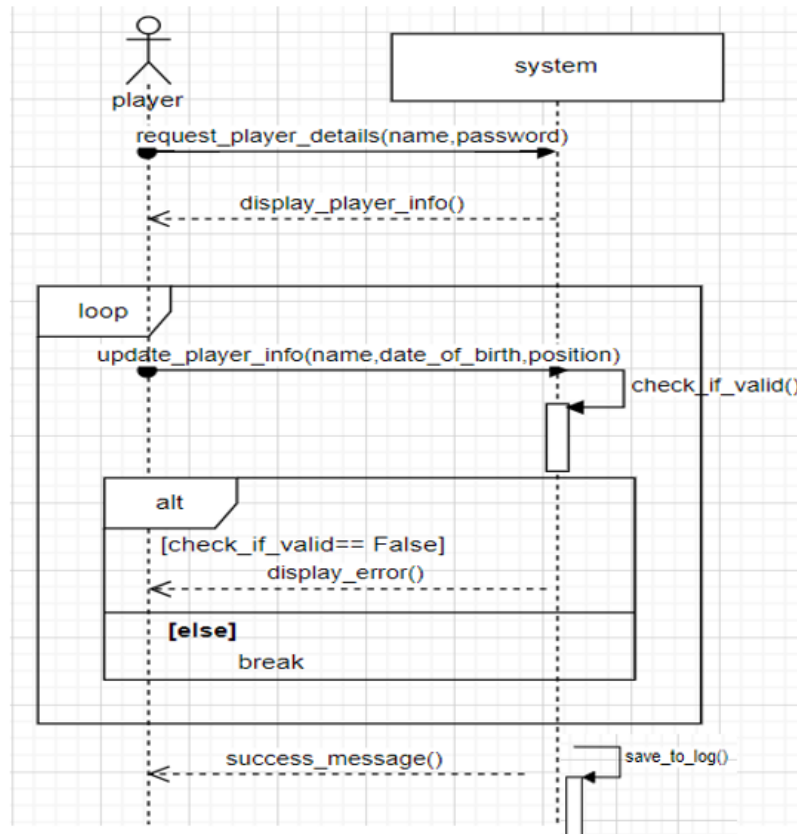 system
player
request_player_details(name,password)
display_player_info()
loop
update_player_info(name,date_of_birth,position)
check_if_valid()
alt
[check_if_valid== False]
display_error()
[else]
break
success_message()
save_to_log()